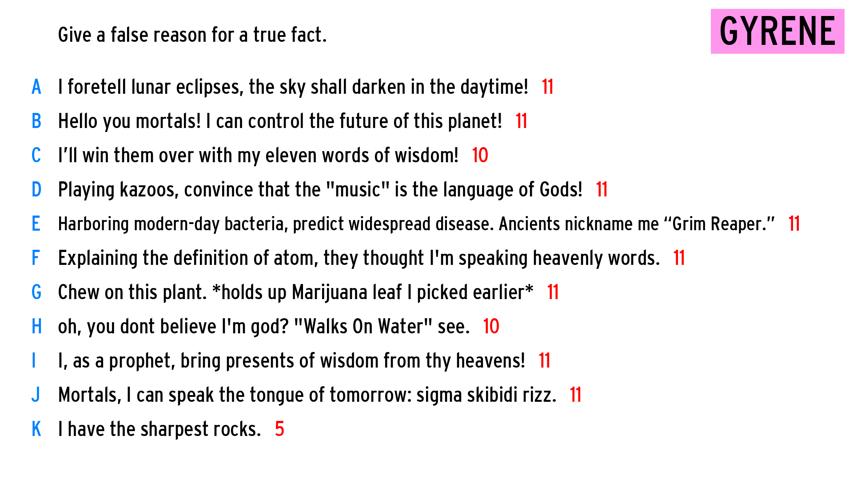 Give a false reason for a true fact.
GYRENE
A I foretell lunar eclipses, the sky shall darken in the daytime! 11
B Hello you mortals! I can control the future of this planet! 11
C I'll win them over with my eleven words of wisdom! 10
D Playing kazoos, convince that the "music" is the language of Gods! 11
E Harboring modern-day bacteria, predict widespread disease. Ancients nickname me “Grim Reaper.” 11
F Explaining the definition of atom, they thought I'm speaking heavenly words. 11
G Chew on this plant. *holds up Marijuana leaf I picked earlier* 11
H oh, you dont believe I'm god? "Walks On Water" see. 10
I I, as a prophet, bring presents of wisdom from thy heavens! 11
J Mortals, I can speak the tongue of tomorrow: sigma skibidi rizz. 11
K I have the sharpest rocks. 5